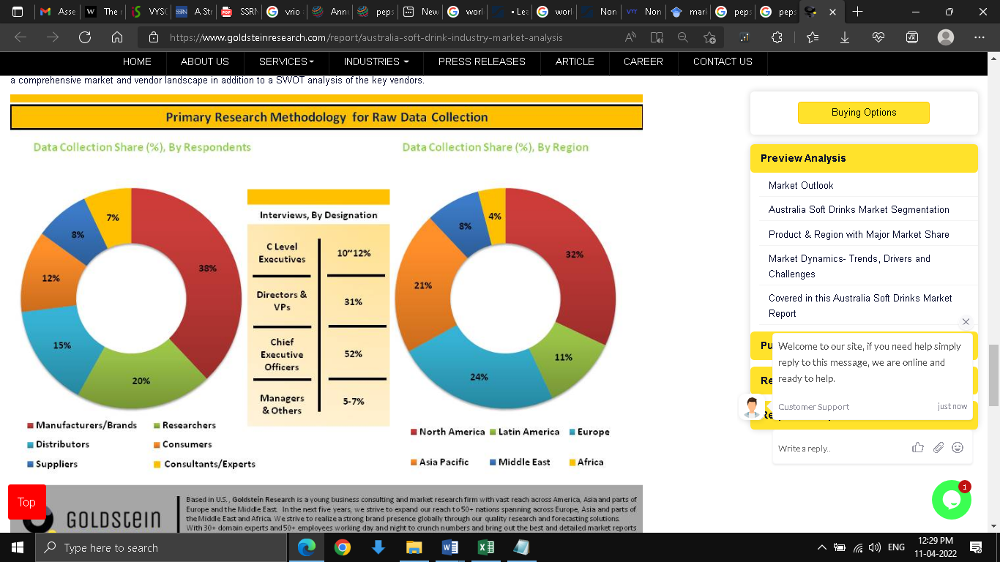 Asse
The r
VYSC
A Str
SSRN
vrio
Annu
peps
New
worl
• Lea
worl
Non
Non
mark
peps
peps
https://www.goldsteinresearch.com/report/australia-soft-drink-industry-market-analysis
HOME ABOUT US SERVICES INDUSTRIES PRESS RELEASES ARTICLE CAREER CONTACT US
a comprehensive market and vendor landscape in addition to a SWOT analysis of the key vendors.
Primary Research Methodology for Raw Data Collection
Data Collection Share (%), By Respondents
38%
20%
15%
12%
8%
7%
Manufacturers/Brands Researchers
Distributors Consumers
Suppliers Consultants/Experts
Interviews, By Designation
C Level
Executives
10~12%
Directors &
VPs
31%
Chief
Executive
Officers
52%
Managers
& Others
5-7%
Data Collection Share (%), By Region
32%
11%
24%
21%
8%
4%
North America Latin America Europe
Asia Pacific Middle East Africa
Top
GOLDSteIn
Based in U.S., Goldstein Research is a young business consulting and market research firm with vast reach across America, Asia and parts of
Europe and the Middle East. In the next five years, we strive to expand our reach to 50+ nations spanning across Europe, Asia and parts of
the Middle East and Africa. We strive to realize a strong brand presence globally through our quality research and forecasting solutions.
With 30+ domain experts and 50+ employees working day and night to crunch numbers and bring out the best and detailed market reports
Buying Options
Preview Analysis
Market Outlook
Australia Soft Drinks Market Segmentation
Product & Region with Major Market Share
Market Dynamics- Trends, Drivers and
Challenges
Covered in this Australia Soft Drinks Market
Report
Pu
Re
Welcome to our site, if you need help simply
reply to this message, we are online and
ready to help.
Customer Support just now
Write a reply..
1
Type here to search
ENG
12:29 PM
11-04-2022